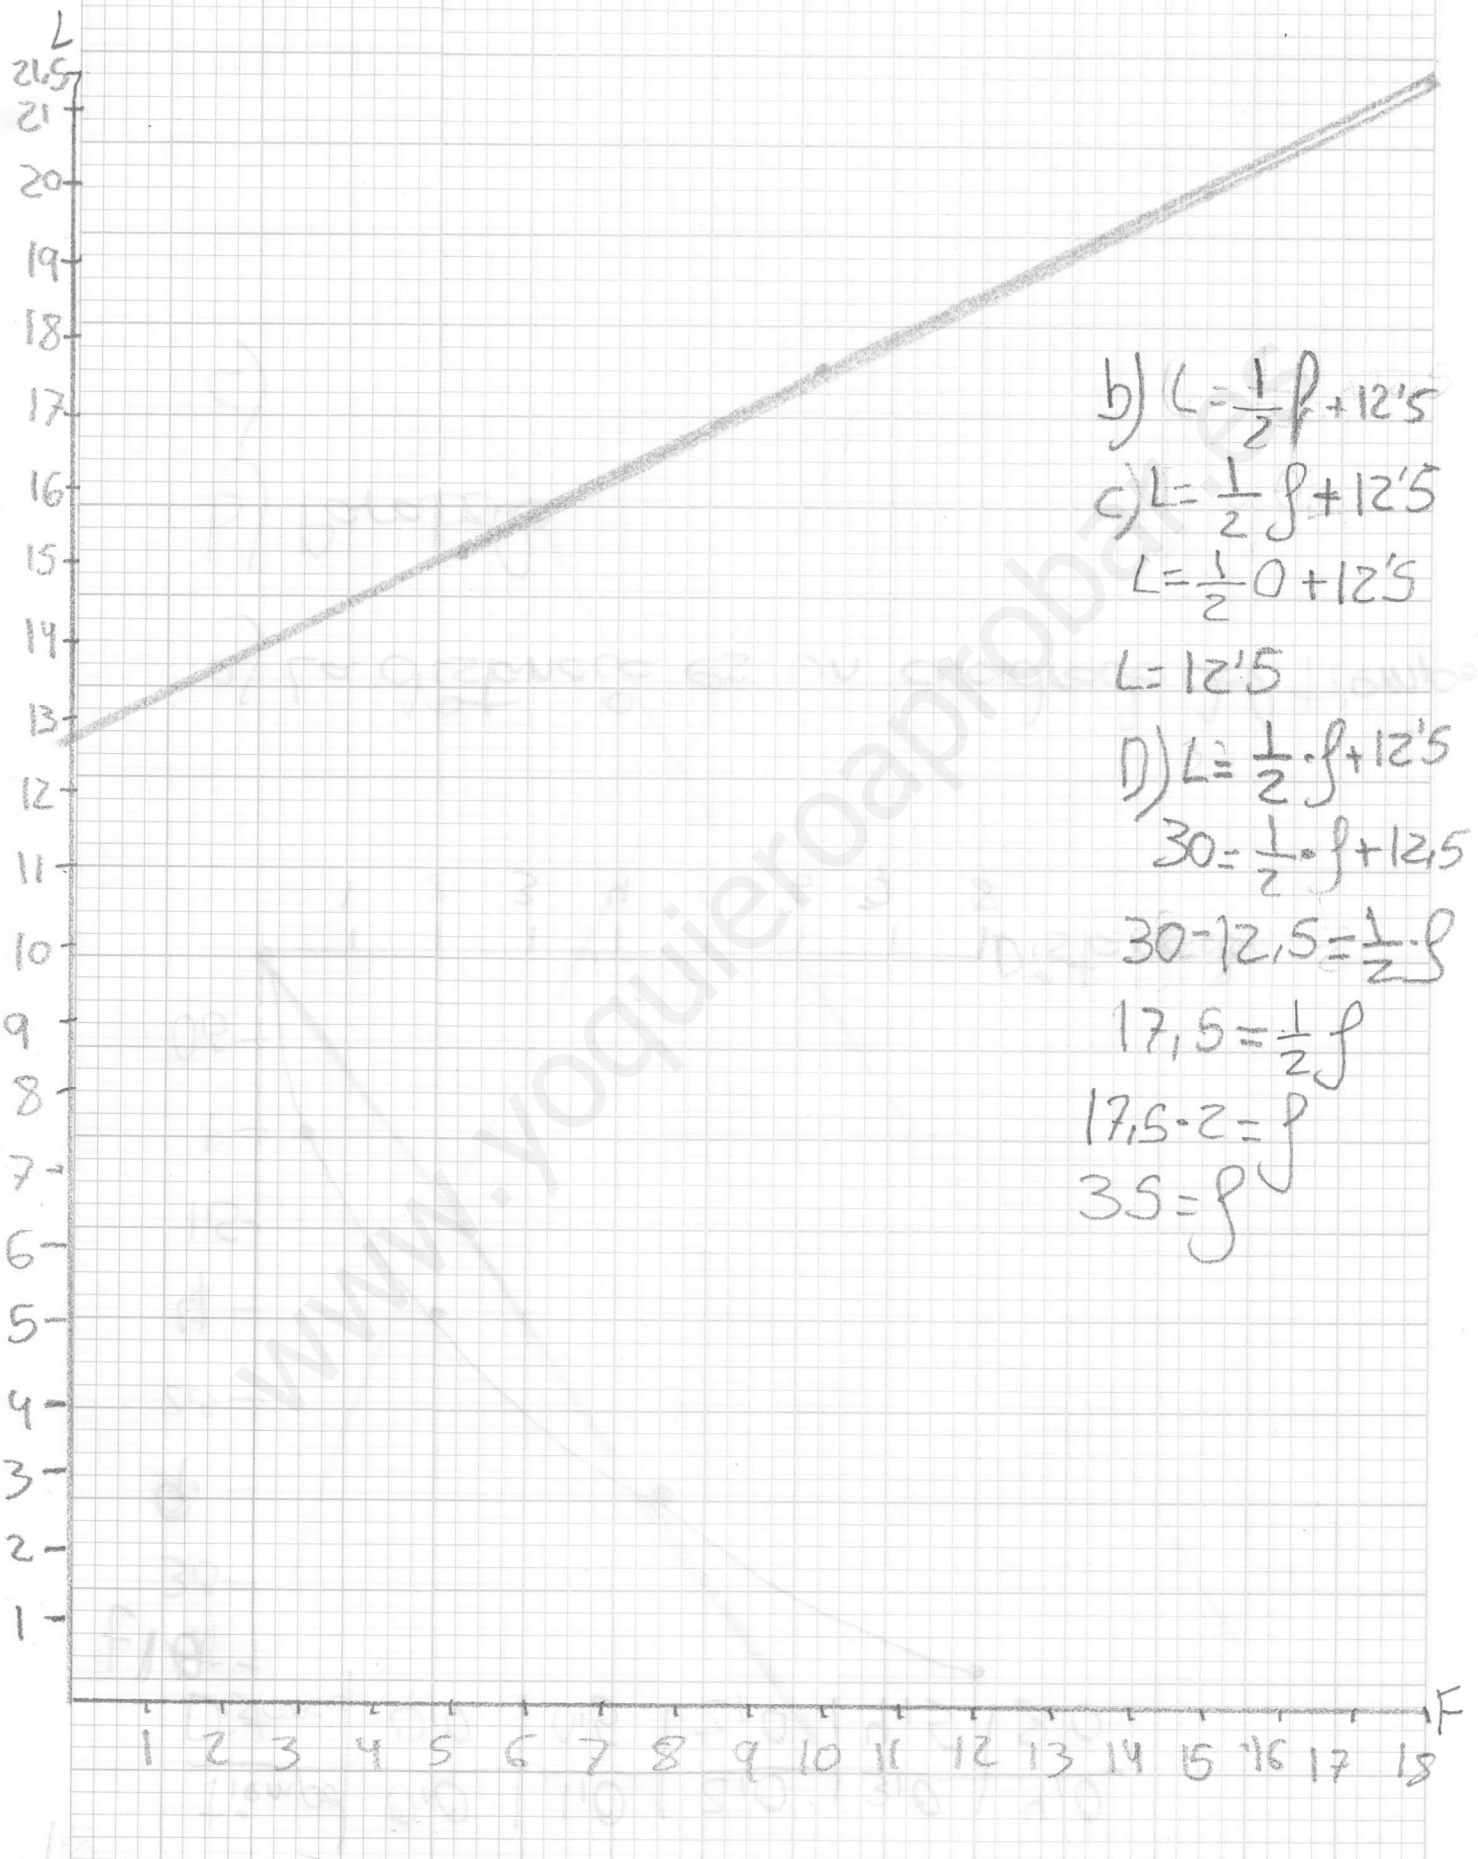 L
21,5
21
20
19
18
17
16
15
14
13
12
11
10
9
8
7
6
5
4
3
2
1
1 2 3 4 5 6 7 8 9 10 11 12 13 14 15 16 17 18
F
b) L = 1/2 f + 12'5
c) L = 1/2 f + 12'5
L = 1/2 0 + 12'5
L = 12'5
D) L = 1/2 · f + 12'5
30 = 1/2 · f + 12,5
30 - 12,5 = 1/2 · f
17,5 = 1/2 f
17,5 · 2 = f
35 = f
www.yoquieroaprobar.es